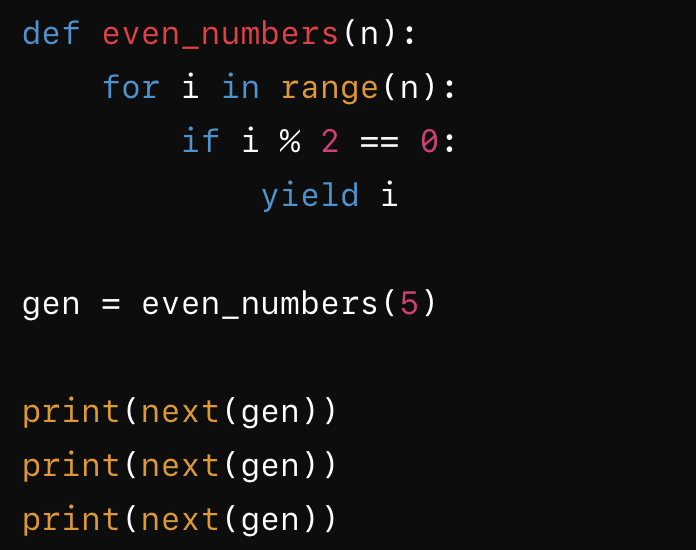 def even_numbers(n):
    for i in range(n):
        if i % 2 == 0:
            yield i

gen = even_numbers(5)

print(next(gen))
print(next(gen))
print(next(gen))